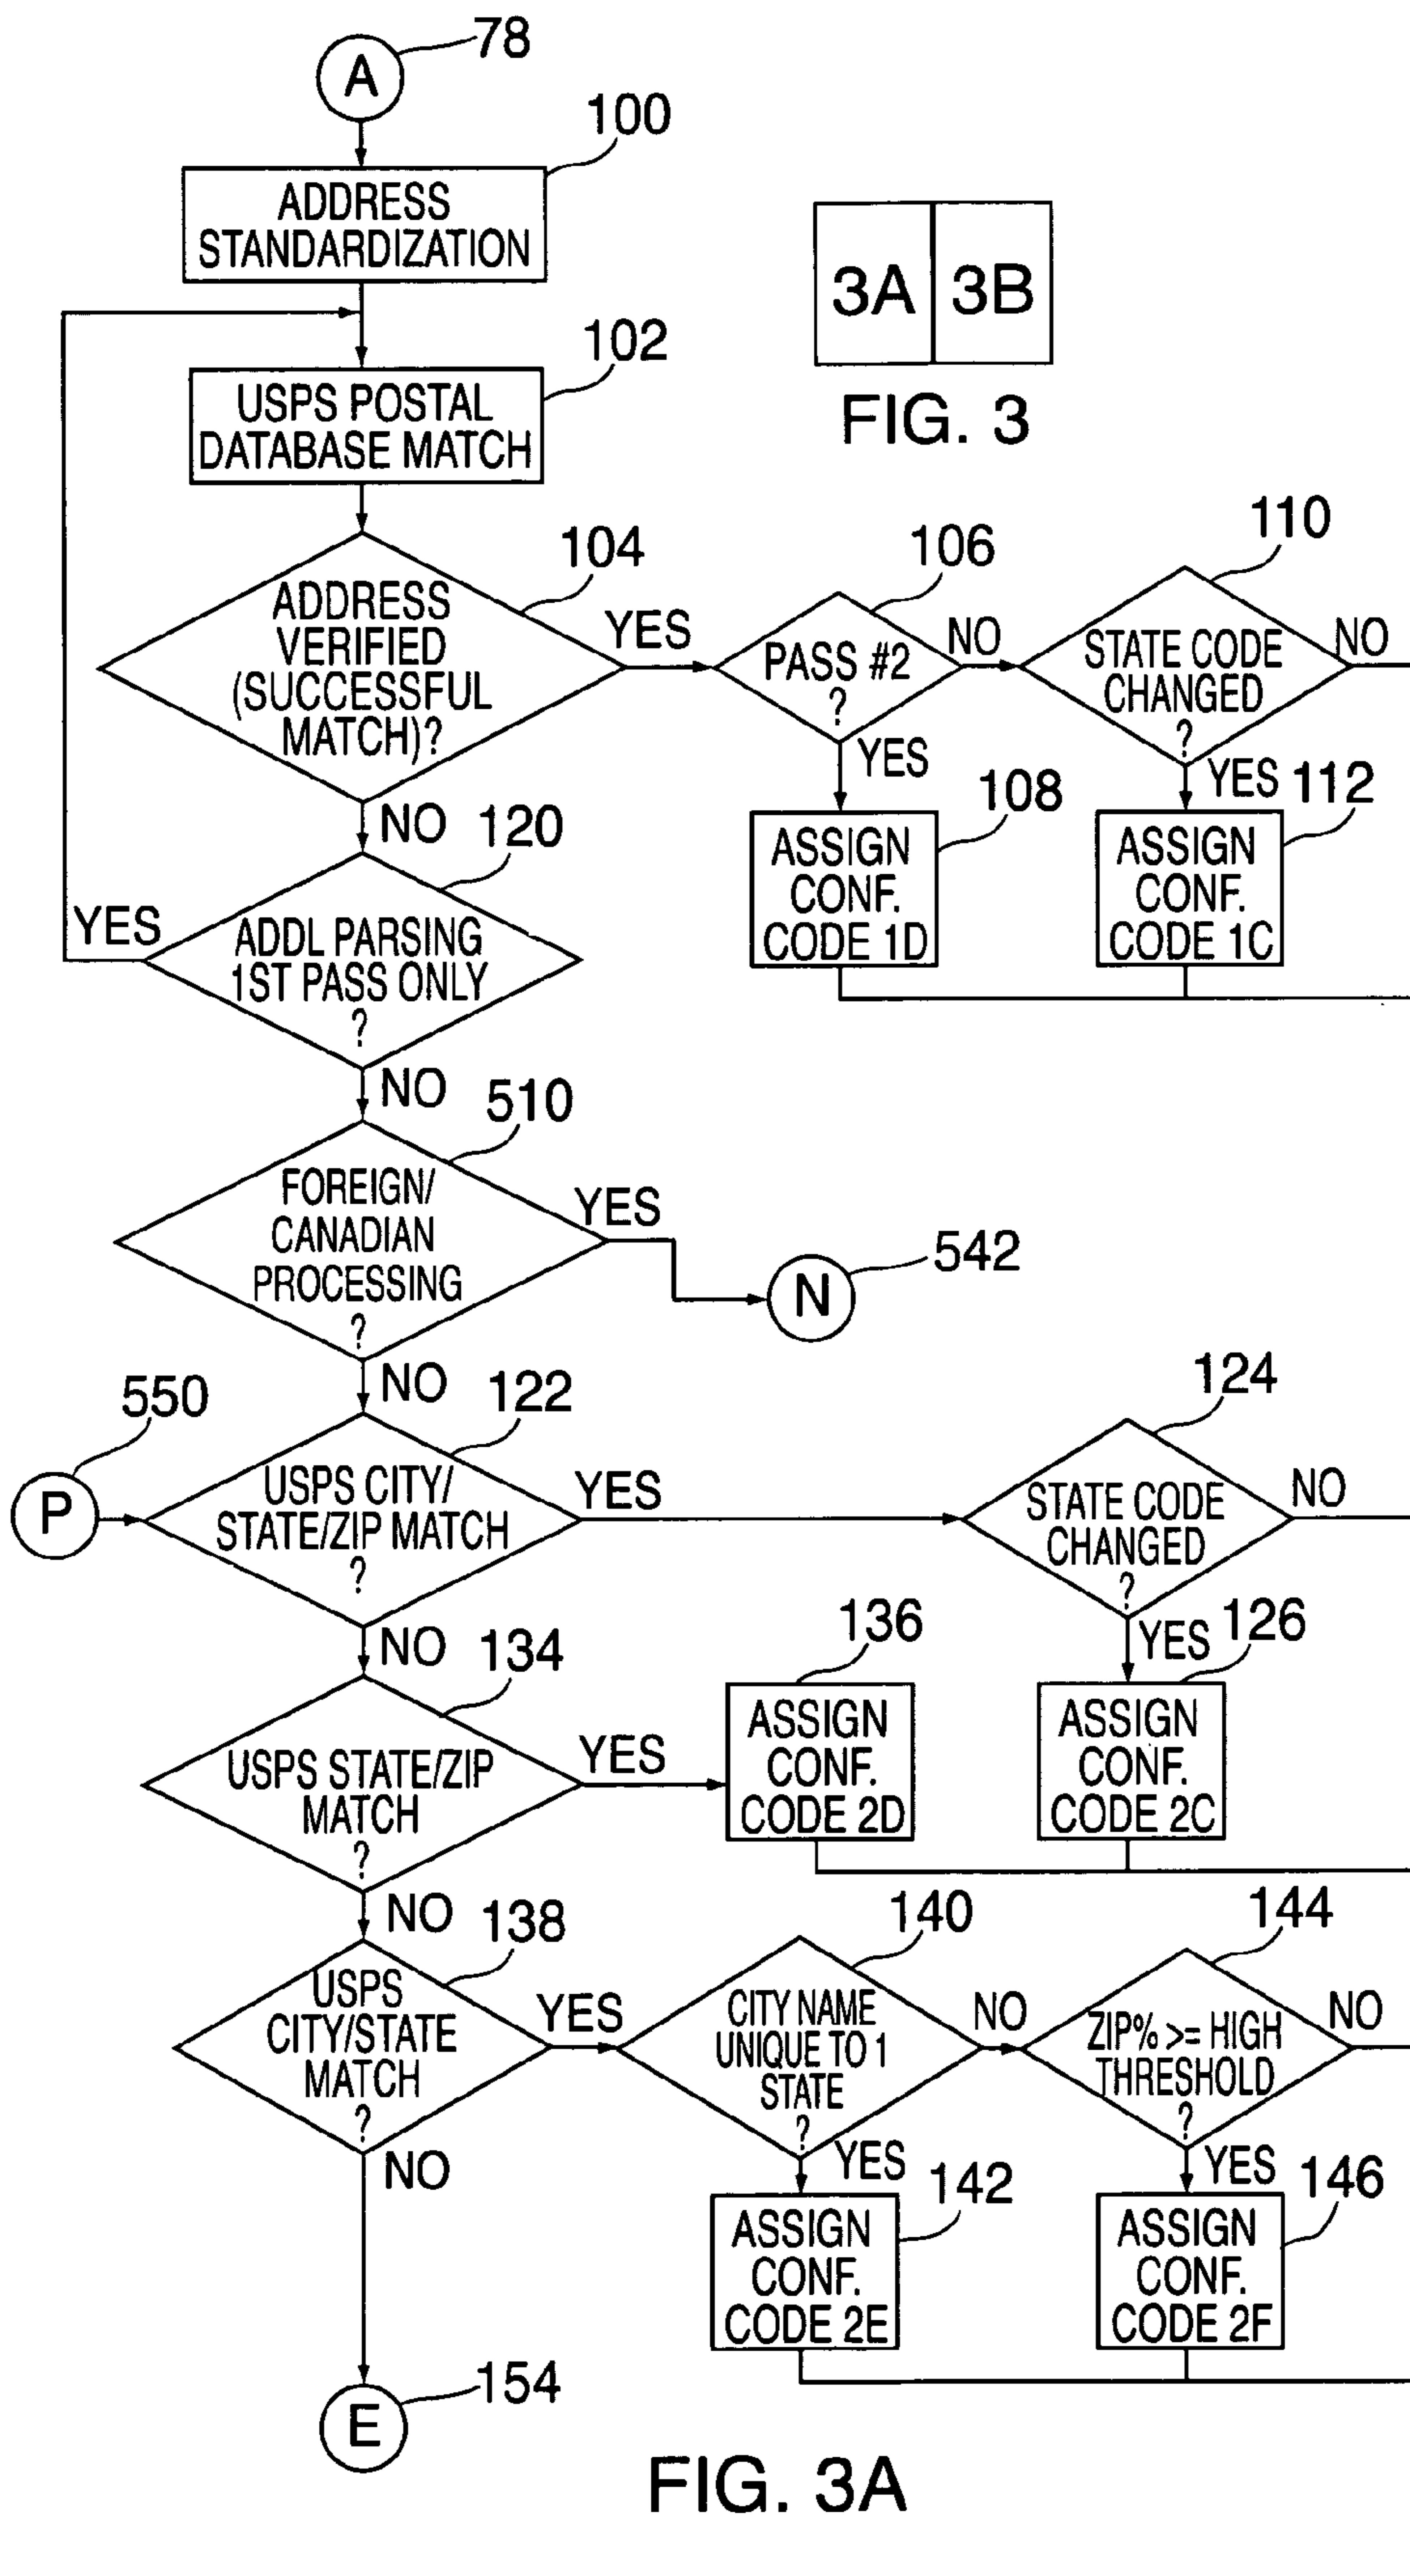 A
78
100
ADDRESS
STANDARDIZATION
3A
3B
FIG. 3
102
USPS POSTAL
DATABASE MATCH
104
ADDRESS
VERIFIED
(SUCCESSFUL
MATCH)?
YES
NO
106
PASS #2
?
NO
YES
110
STATE CODE
CHANGED
?
NO
YES
108
ASSIGN
CONF.
CODE 1D
112
ASSIGN
CONF.
CODE 1C
120
ADDL PARSING
1ST PASS ONLY
?
YES
NO
510
FOREIGN/
CANADIAN
PROCESSING
?
YES
NO
N
542
550
P
122
USPS CITY/
STATE/ZIP MATCH
?
YES
NO
124
STATE CODE
CHANGED
?
NO
YES
126
ASSIGN
CONF.
CODE 2C
134
USPS STATE/ZIP
MATCH
?
YES
NO
136
ASSIGN
CONF.
CODE 2D
138
USPS
CITY/STATE
MATCH
?
YES
NO
140
CITY NAME
UNIQUE TO 1
STATE
?
NO
YES
144
ZIP% >= HIGH
THRESHOLD
?
NO
YES
142
ASSIGN
CONF.
CODE 2E
146
ASSIGN
CONF.
CODE 2F
E
154
FIG. 3A